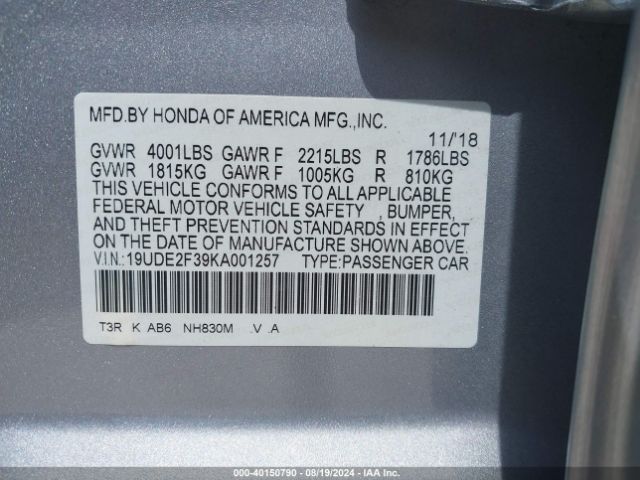 MFD.BY HONDA OF AMERICA MFG.,INC.
11/'18
GVWR 4001LBS GAWR F 2215LBS R 1786LBS
GVWR 1815KG GAWR F 1005KG R 810KG
THIS VEHICLE CONFORMS TO ALL APPLICABLE
FEDERAL MOTOR VEHICLE SAFETY , BUMPER,
AND THEFT PREVENTION STANDARDS IN EFFECT
ON THE DATE OF MANUFACTURE SHOWN ABOVE.
V.I.N.:19UDE2F39KA001257 TYPE:PASSENGER CAR
T3R K AB6 NH830M .V .A
000-40150790 - 08/19/2024 - IAA Inc.